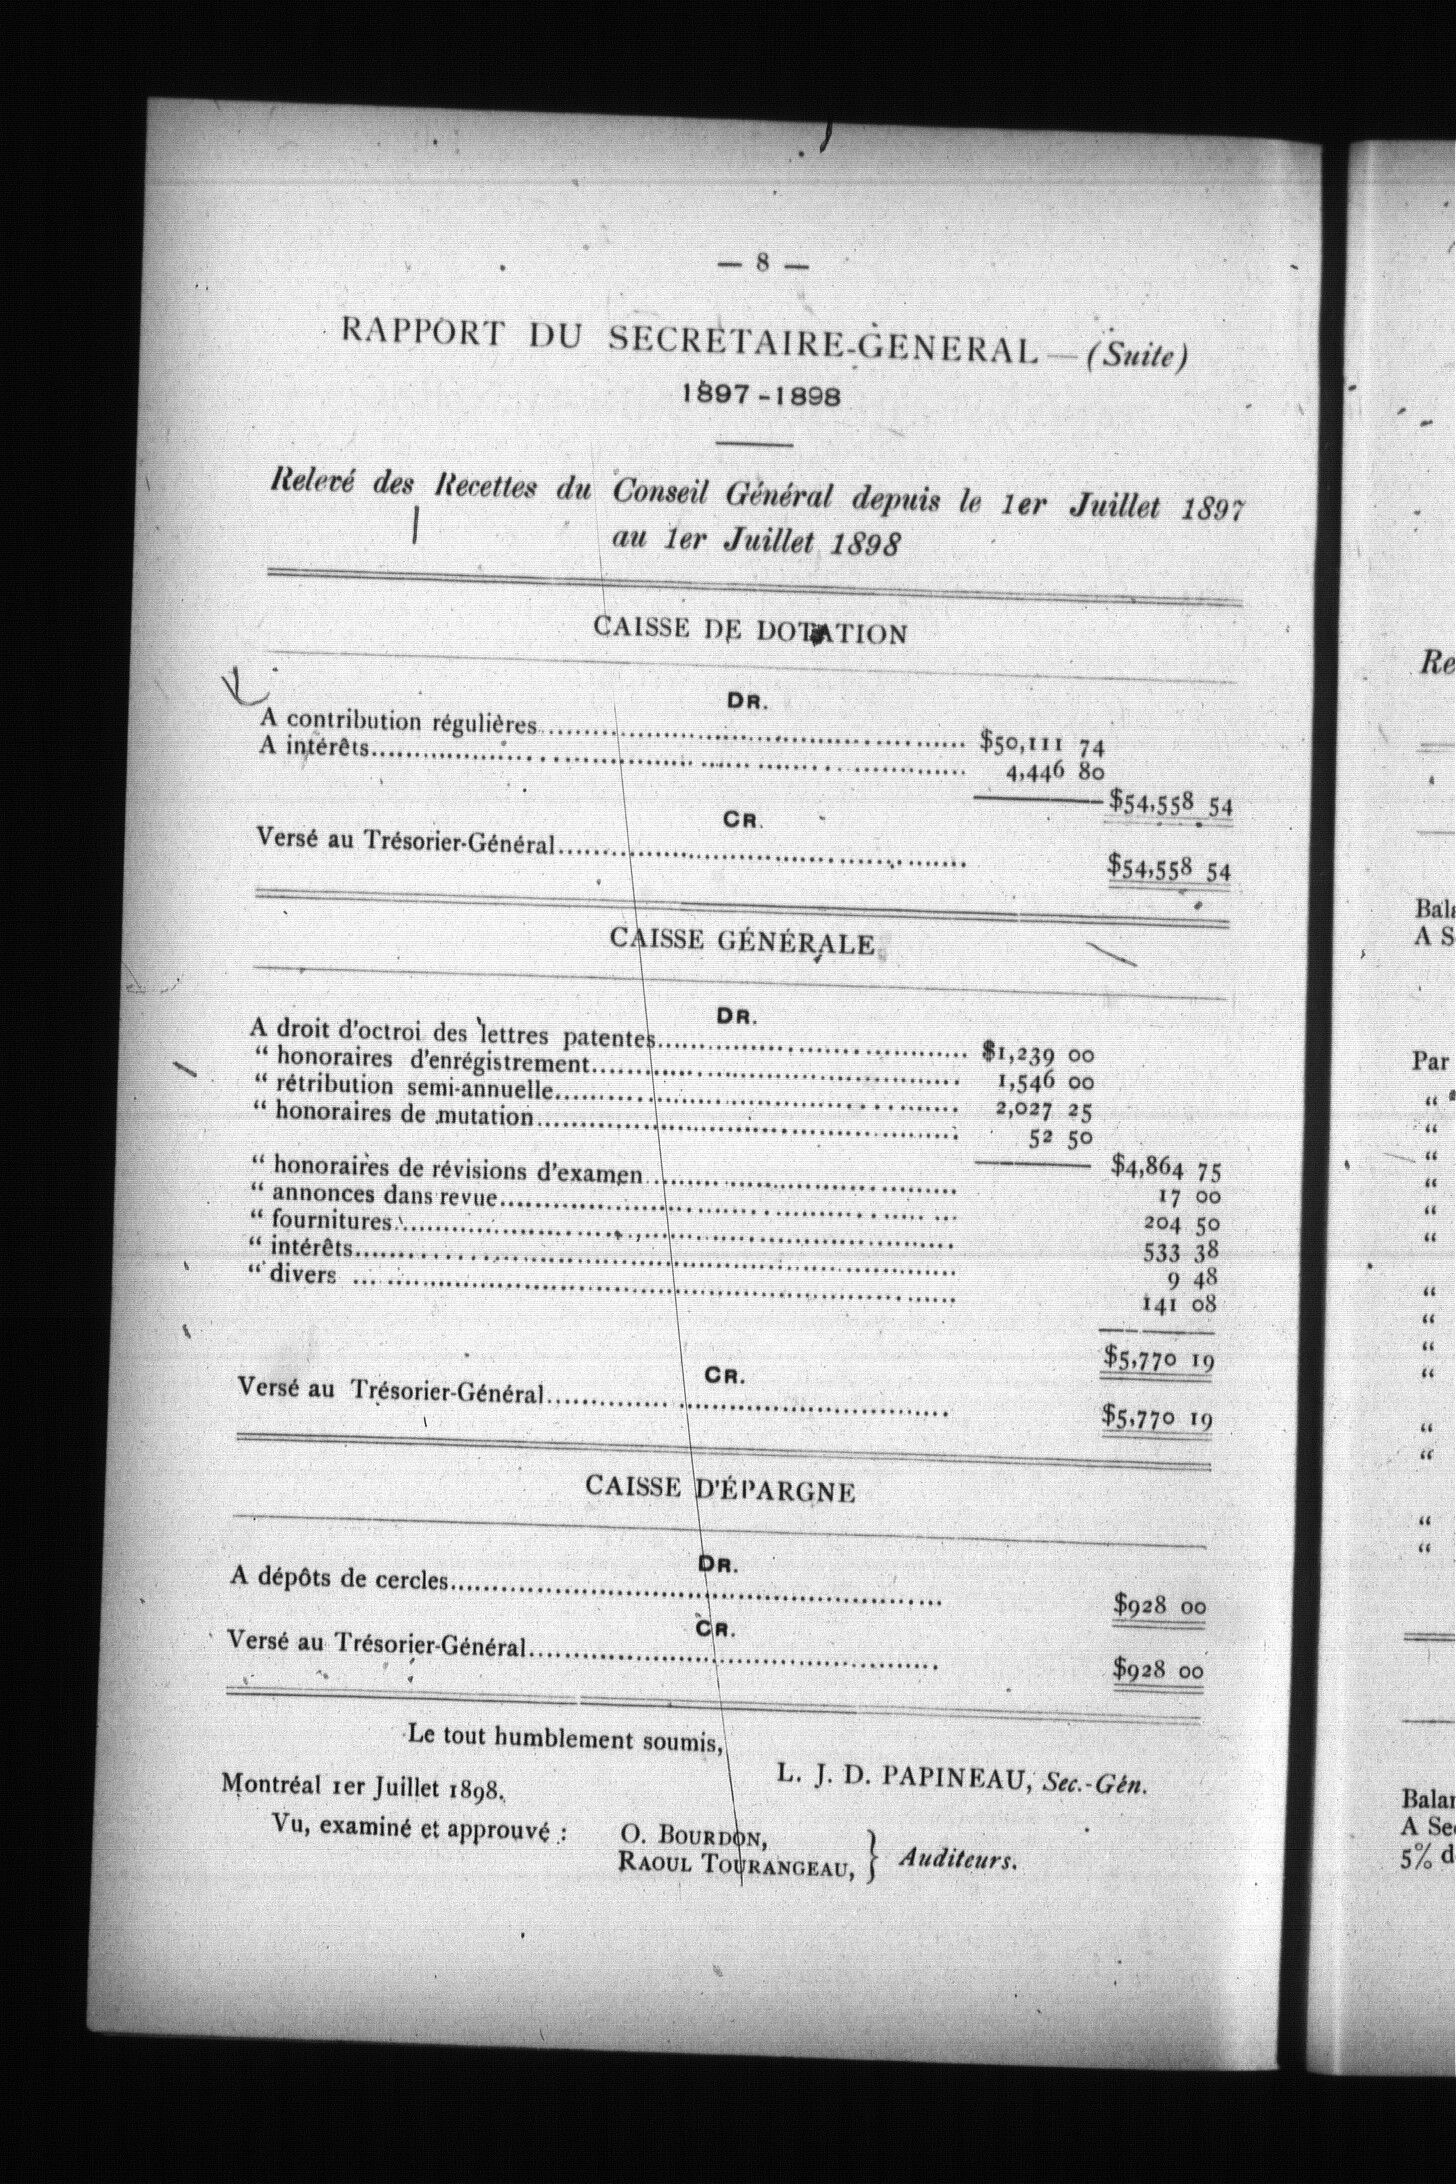 — 8 —
RAPPORT DU SECRETAIRE-GENERAL — (Suite)
1897-1898
Relevé des Recettes du Conseil Général depuis le 1er Juillet 1897
au 1er Juillet 1898
CAISSE DE DOTATION
DR.
A contribution régulières.......... $50,111 74
A intérêts.......... 4,446 80
$54,558 54
CR.
Versé au Trésorier-Général.......... $54,558 54
CAISSE GÉNÉRALE
DR.
A droit d'octroi des lettres patentes.......... $1,239 00
“ honoraires d'enrégistrement.......... 1,546 00
“ rétribution semi-annuelle.......... 2,027 25
“ honoraires de mutation.......... 52 50
$4,864 75
“ honoraires de révisions d'examen.......... 17 00
“ annonces dans revue.......... 204 50
“ fournitures.......... 533 38
“ intérêts.......... 9 48
“ divers .......... 141 08
$5,770 19
CR.
Versé au Trésorier-Général.......... $5,770 19
CAISSE D'ÉPARGNE
DR.
A dépôts de cercles.......... $928 00
CR.
Versé au Trésorier-Général.......... $928 00
Le tout humblement soumis,
L. J. D. PAPINEAU, Sec.-Gén.
Montréal 1er Juillet 1898.
Vu, examiné et approuvé : O. BOURDON,
RAOUL TOURANGEAU, } Auditeurs.
Re
Bala
A S
Par
“
“
“
“
“
“
“
“
“
“
“
“
“
“
Balan
A Sec
5% d